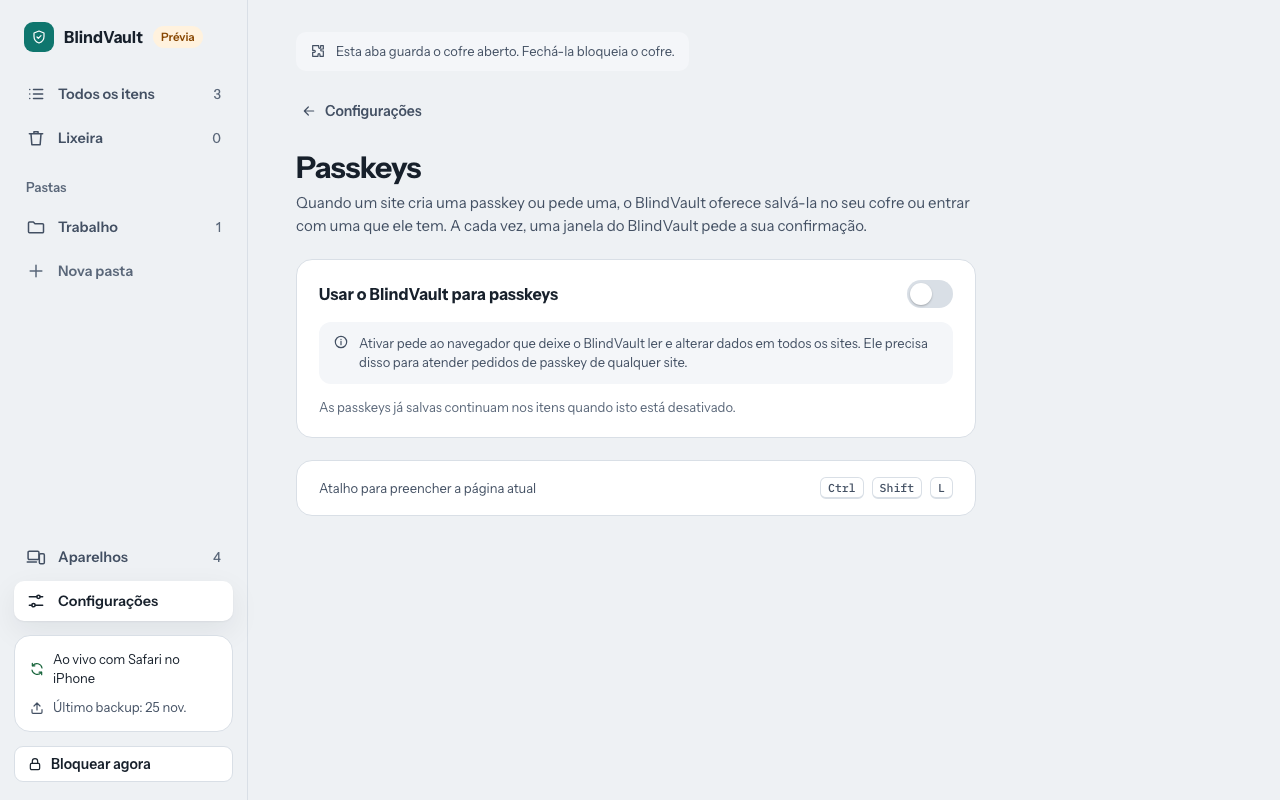 BlindVault
Prévia
Todos os itens 3
Lixeira 0
Pastas
Trabalho 1
Nova pasta
Aparelhos 4
Configurações
Ao vivo com Safari no
iPhone
Último backup: 25 nov.
Bloquear agora
Esta aba guarda o cofre aberto. Fechá-la bloqueia o cofre.
Configurações
Passkeys
Quando um site cria uma passkey ou pede uma, o BlindVault oferece salvá-la no seu cofre ou entrar
com uma que ele tem. A cada vez, uma janela do BlindVault pede a sua confirmação.
Usar o BlindVault para passkeys
Ativar pede ao navegador que deixe o BlindVault ler e alterar dados em todos os sites. Ele precisa
disso para atender pedidos de passkey de qualquer site.
As passkeys já salvas continuam nos itens quando isto está desativado.
Atalho para preencher a página atual Ctrl Shift L